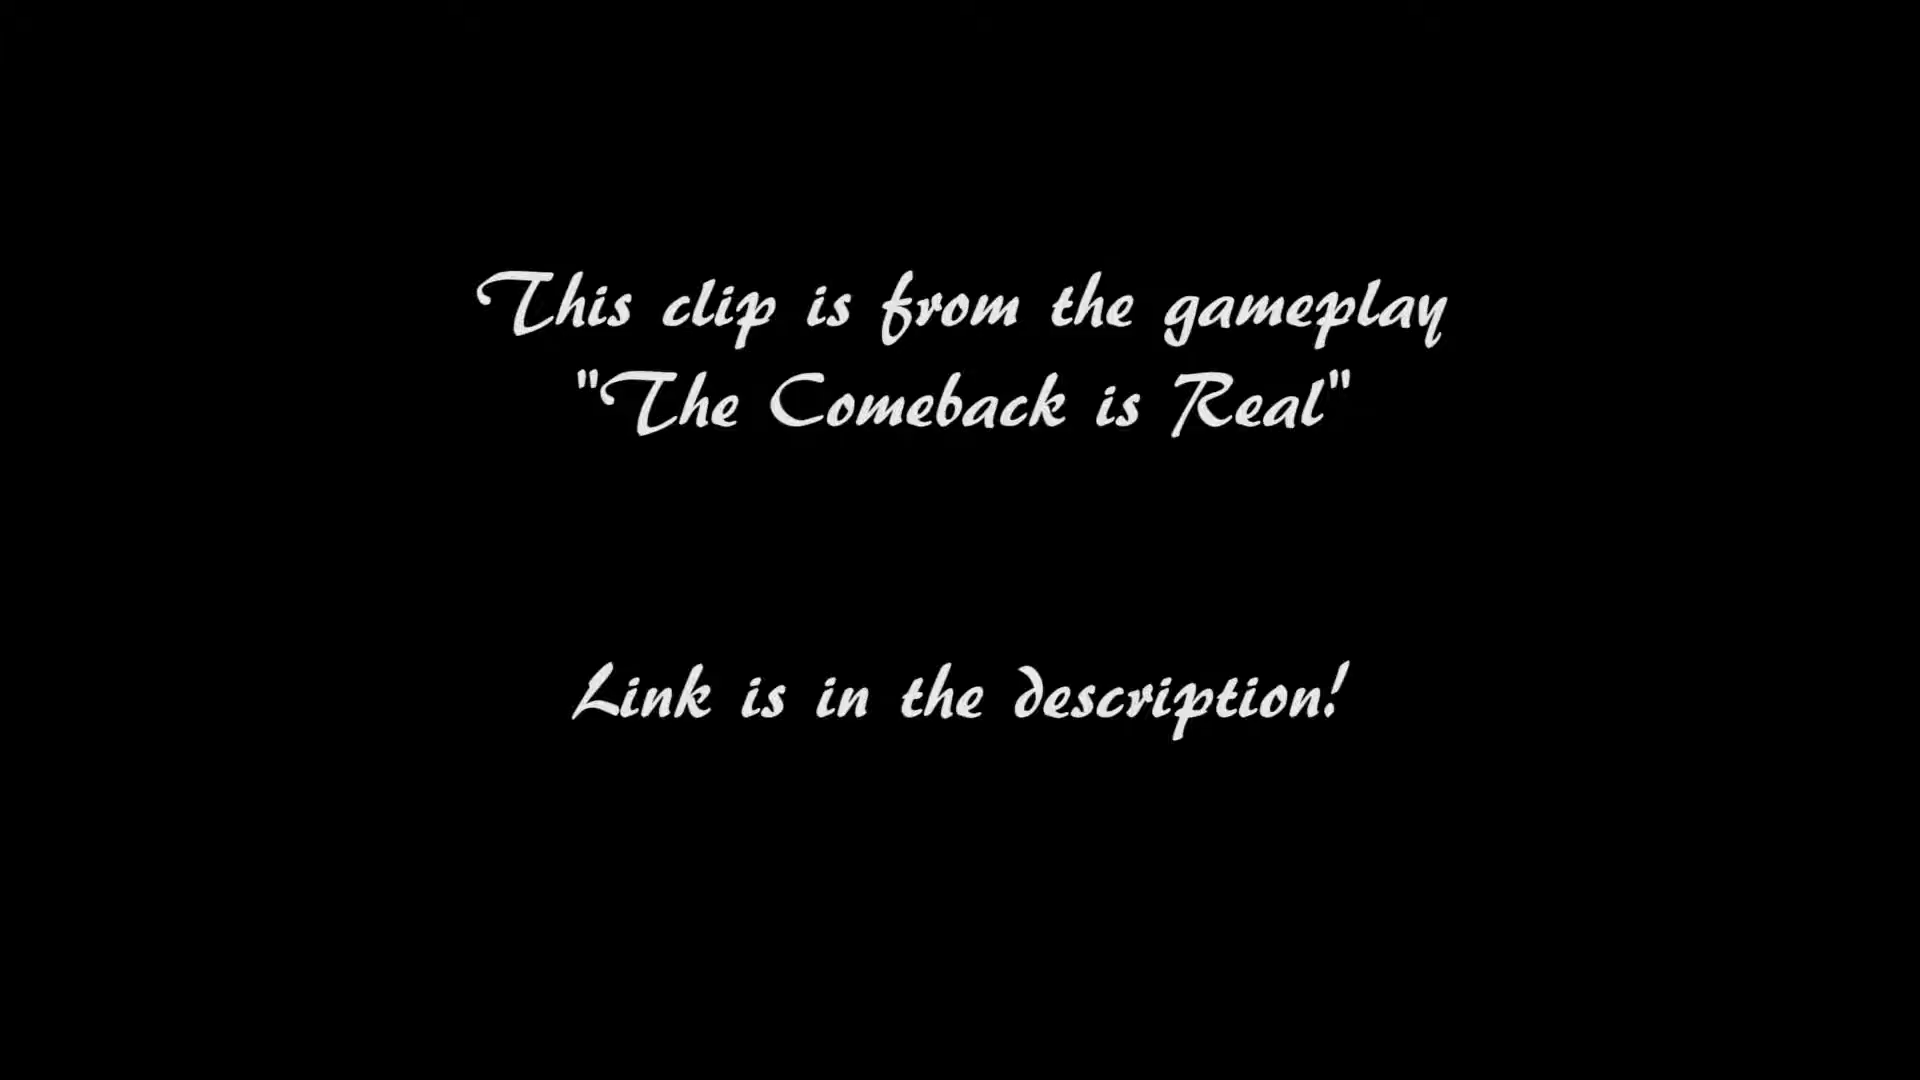 This clip is from the gameplay
"The Comeback is Real"
Link is in the description!